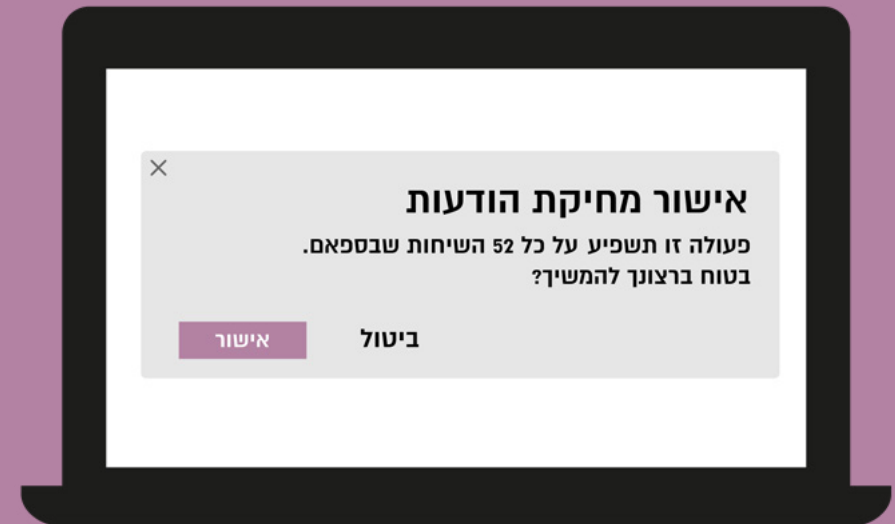 אישור מחיקת הודעות
פעולה זו תשפיע על כל 52 השיחות שבספאם.
בטוח ברצונך להמשיך?
ביטול
אישור